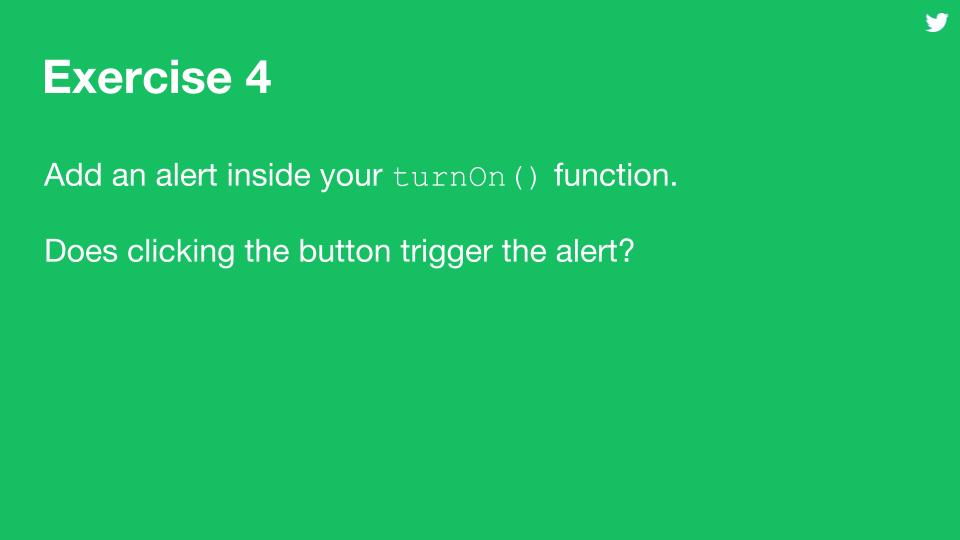 Exercise 4
Add an alert inside your turnOn() function.
Does clicking the button trigger the alert?